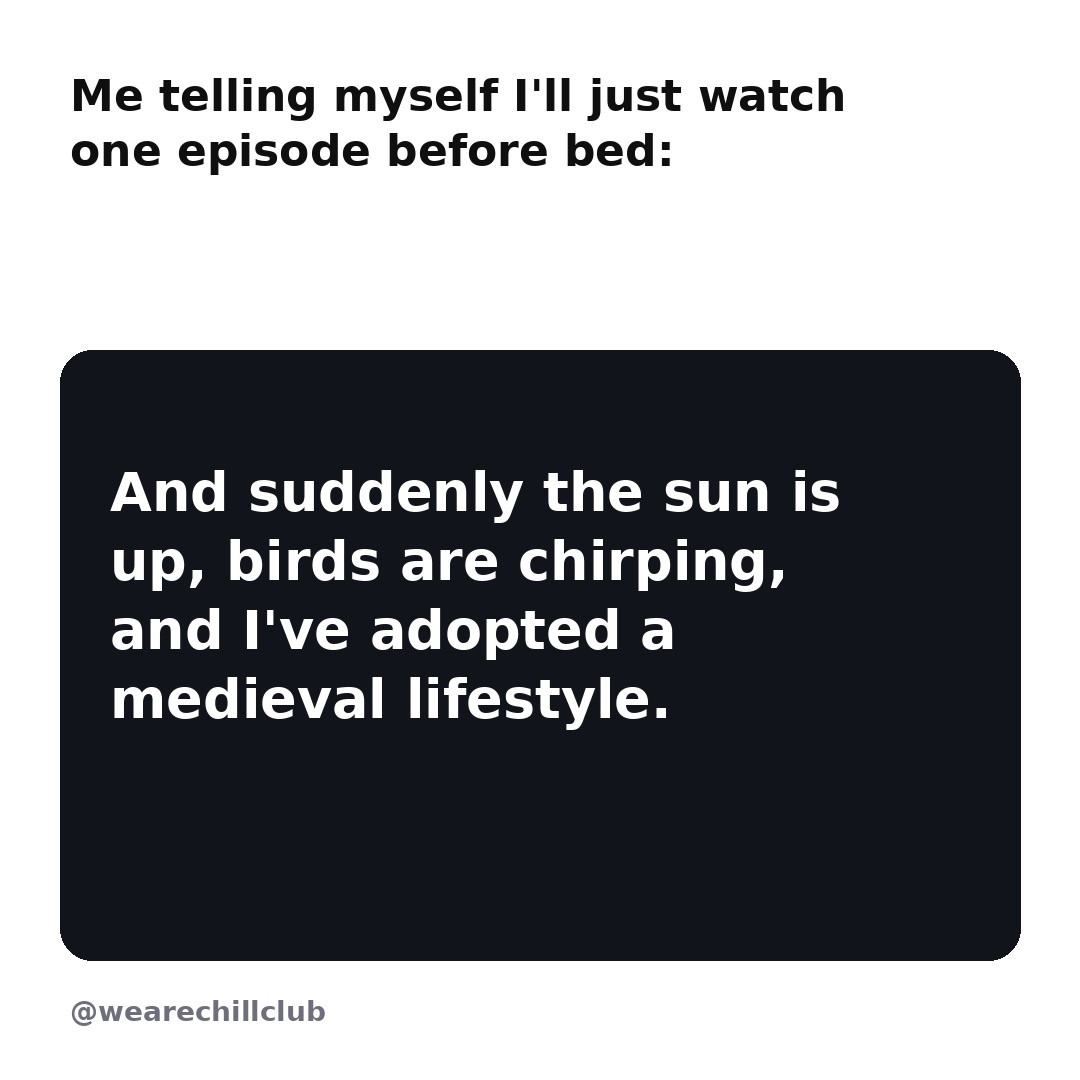 Me telling myself I'll just watch
one episode before bed:
And suddenly the sun is
up, birds are chirping,
and I've adopted a
medieval lifestyle.
@wearechillclub